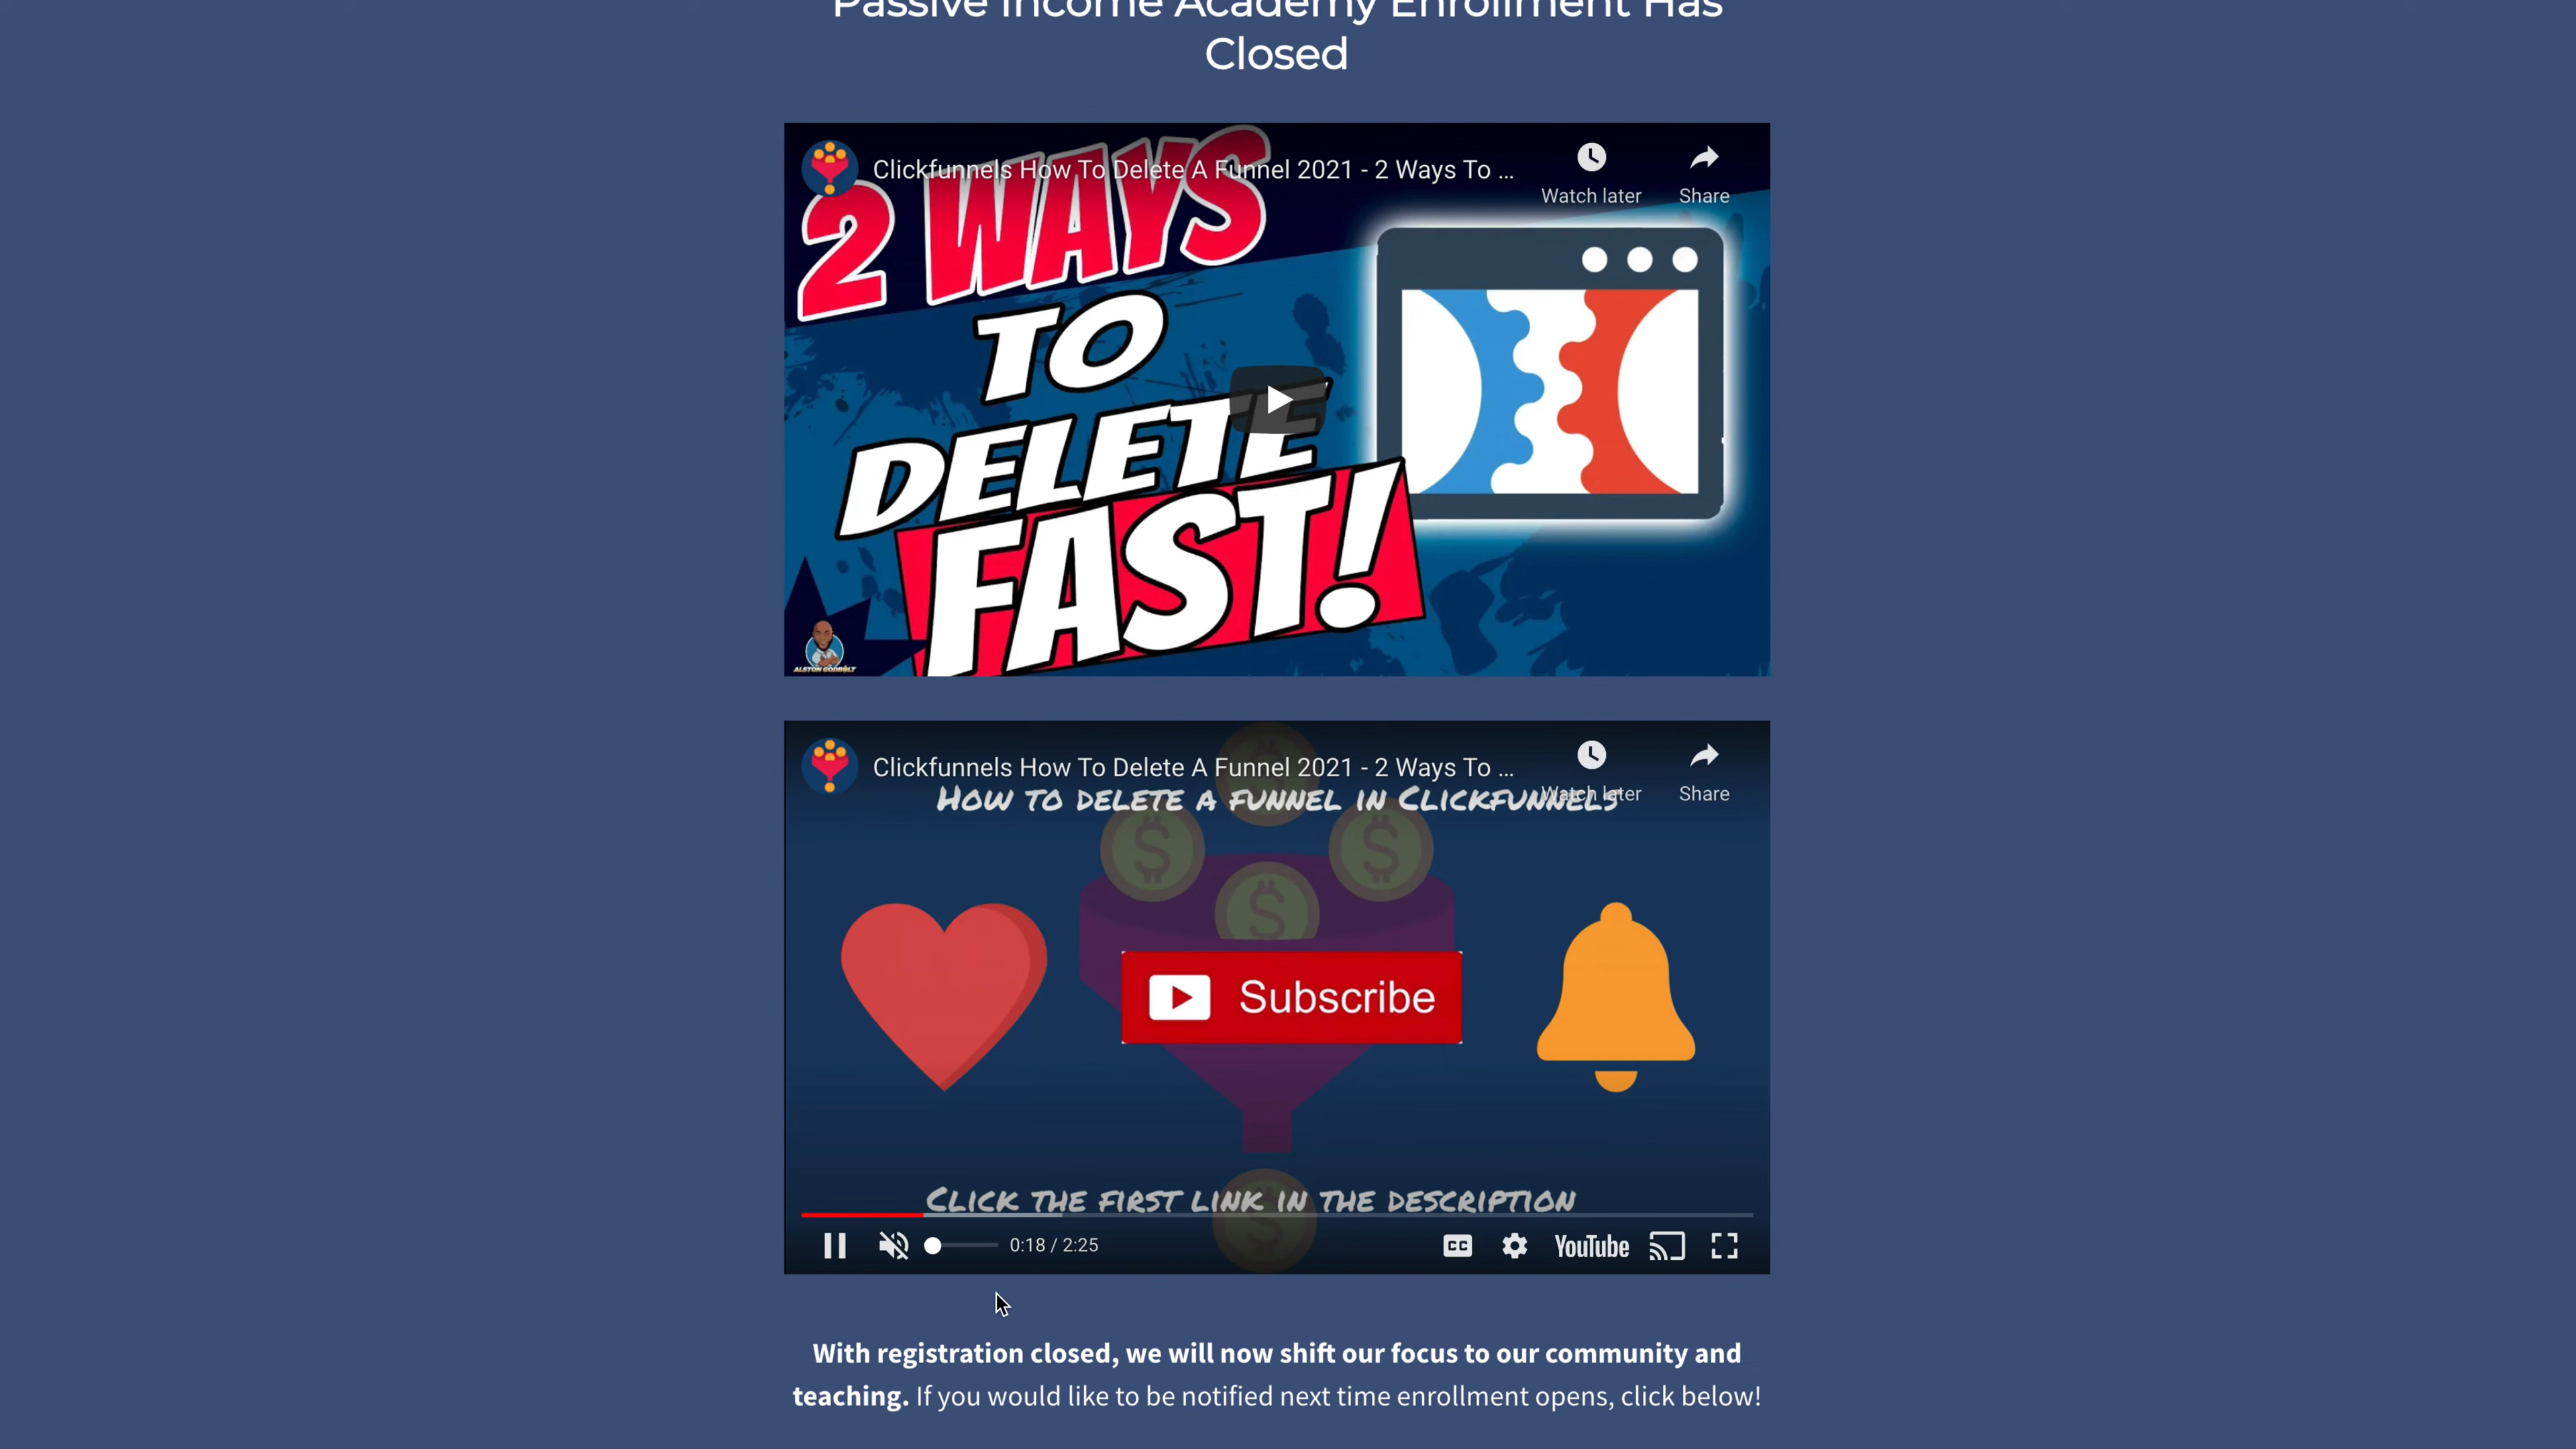 Passive Income Academy Enrollment Has
Closed
Clickfunnels How To Delete A Funnel 2021 - 2 Ways To ...
Watch later
Share
2 WAYS
TO
DELETE
FAST!
ALSTON GODBOLT
Clickfunnels How To Delete A Funnel 2021 - 2 Ways To ...
Watch later
Share
HOW TO DELETE A FUNNEL IN CLICKFUNNELS
Subscribe
CLICK THE FIRST LINK IN THE DESCRIPTION
0:18 / 2:25
CC
YouTube
With registration closed, we will now shift our focus to our community and
teaching. If you would like to be notified next time enrollment opens, click below!